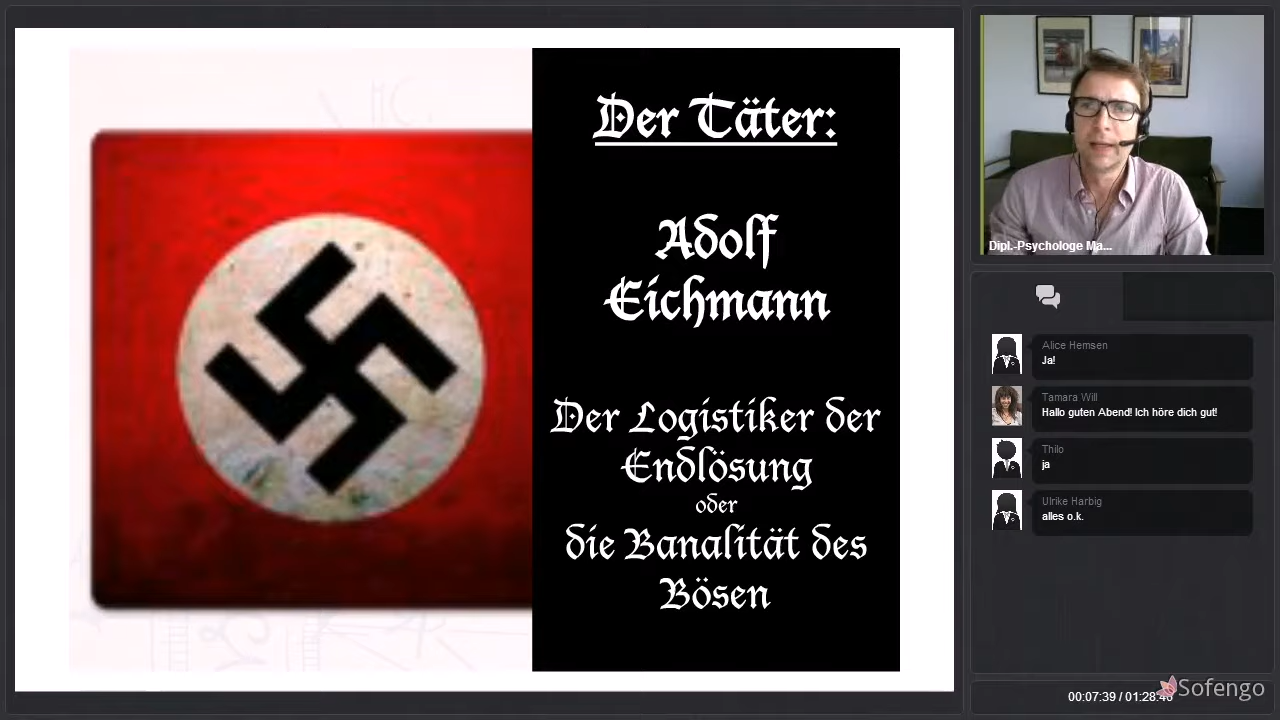 Der Täter:
Adolf
Eichmann
Der Logistiker der
Endlösung
oder
die Banalität des
Bösen
Dipl.-Psychologe Ma...
Alice Hemsen
Ja!
Tamara Will
Hallo guten Abend! Ich höre dich gut!
Thilo
ja
Ulrike Harbig
alles o.k.
00:07:39 / 01:28:46
Sofengo